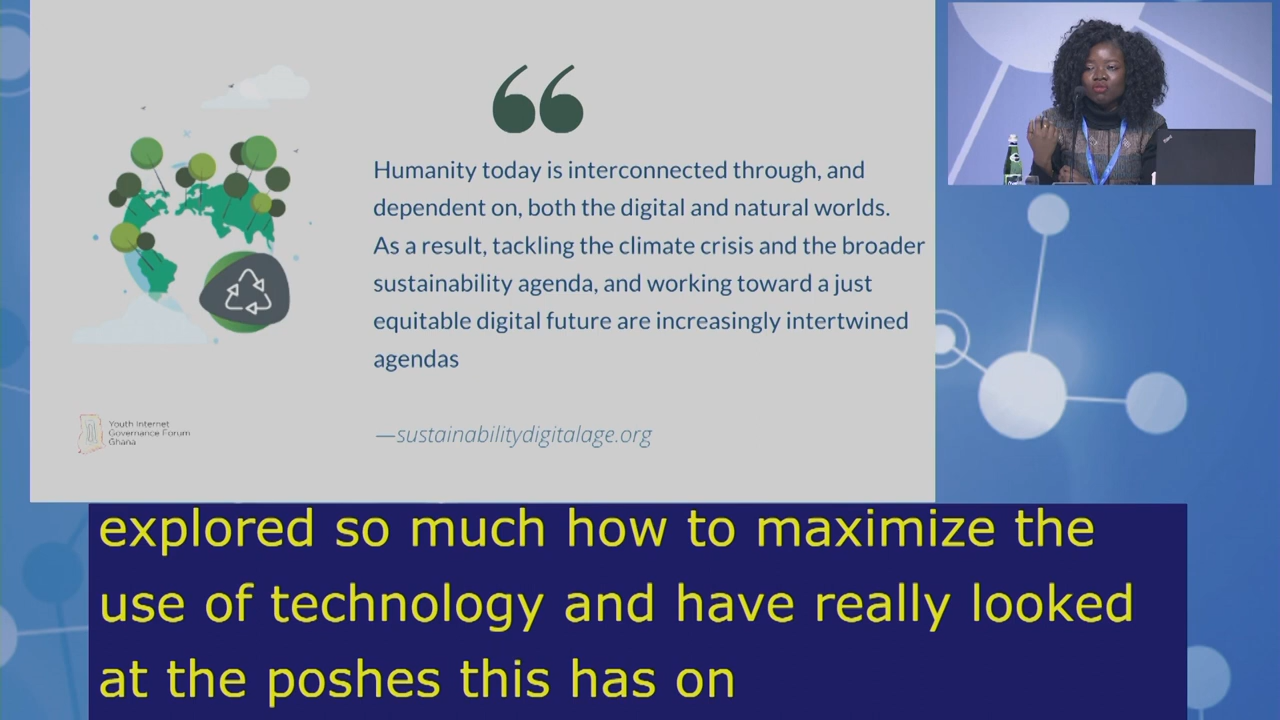 Humanity today is interconnected through, and
dependent on, both the digital and natural worlds.
As a result, tackling the climate crisis and the broader
sustainability agenda, and working toward a just
equitable digital future are increasingly intertwined
agendas
—sustainabilitydigitalage.org
Youth Internet
Governance Forum
Ghana
explored so much how to maximize the
use of technology and have really looked
at the poshes this has on